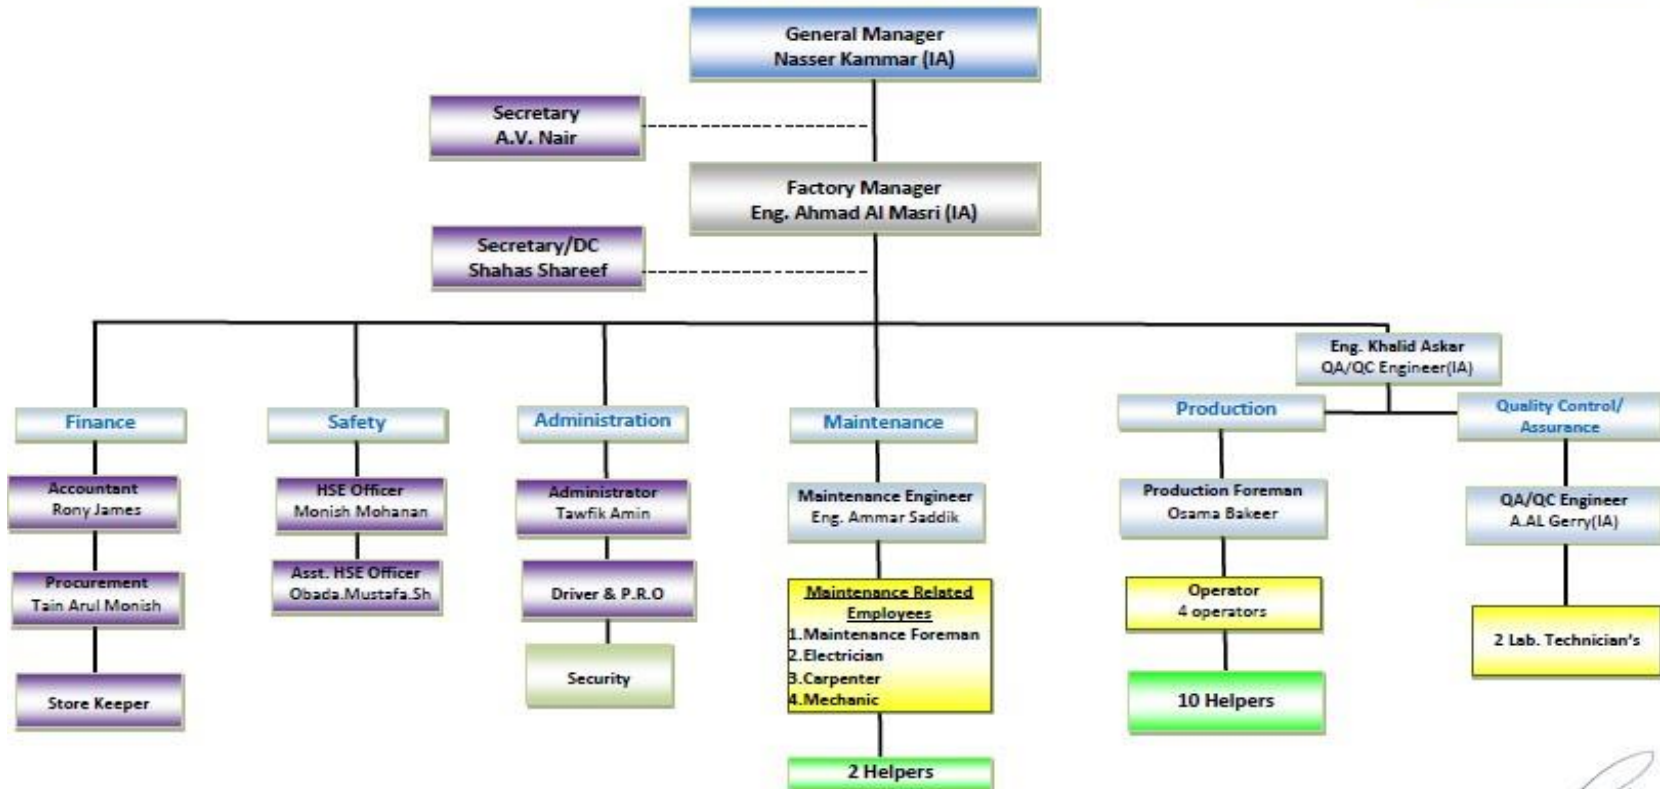 General Manager
Nasser Kammar (IA)
Secretary
A.V. Nair
Factory Manager
Eng. Ahmad Al Masri (IA)
Secretary/DC
Shahas Shareef
Eng. Khalid Askar
QA/QC Engineer(IA)
Finance
Safety
Administration
Maintenance
Production
Quality Control/
Assurance
Accountant
Rony James
HSE Officer
Monish Mohanan
Administrator
Tawfik Amin
Maintenance Engineer
Eng. Ammar Saddik
Production Foreman
Osama Bakeer
QA/QC Engineer
A.AL Gerry(IA)
Procurement
Tain Arul Monish
Asst. HSE Officer
Obada.Mustafa.Sh
Driver & P.R.O
Maintenance Related
Employees
1.Maintenance Foreman
2.Electrician
3.Carpenter
4.Mechanic
Operator
4 operators
2 Lab. Technician's
Store Keeper
Security
10 Helpers
2 Helpers